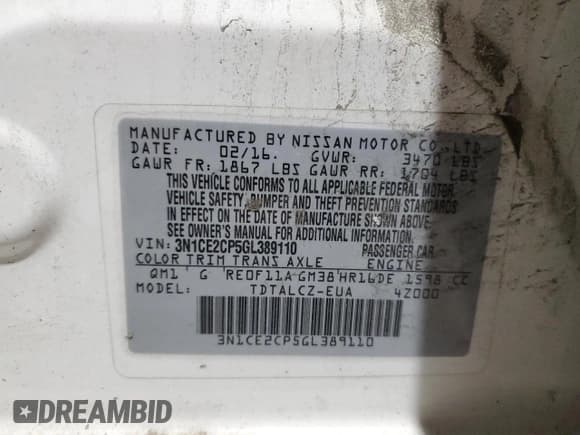 MANUFACTURED BY NISSAN MOTOR CO., LTD.
DATE: 02/16. GVWR: 3470 LBS
GAWR FR: 1867 LBS GAWR RR: 1704 LBS
THIS VEHICLE CONFORMS TO ALL APPLICABLE FEDERAL MOTOR
VEHICLE SAFETY, BUMPER AND THEFT PREVENTION STANDARDS
IN EFFECT ON THE DATE OF MANUFACTURE SHOWN ABOVE.
SEE OWNER'S MANUAL FOR ADDITIONAL INFORMATION
VIN: 3N1CE2CP5GL389110 PASSENGER CAR
COLOR TRIM TRANS AXLE ENGINE
QM1 G RE0F11A GM38 HR16DE 1598 CC
MODEL: TDTALCZ-EUA 4Z000
3N1CE2CP5GL389110
DREAMBID